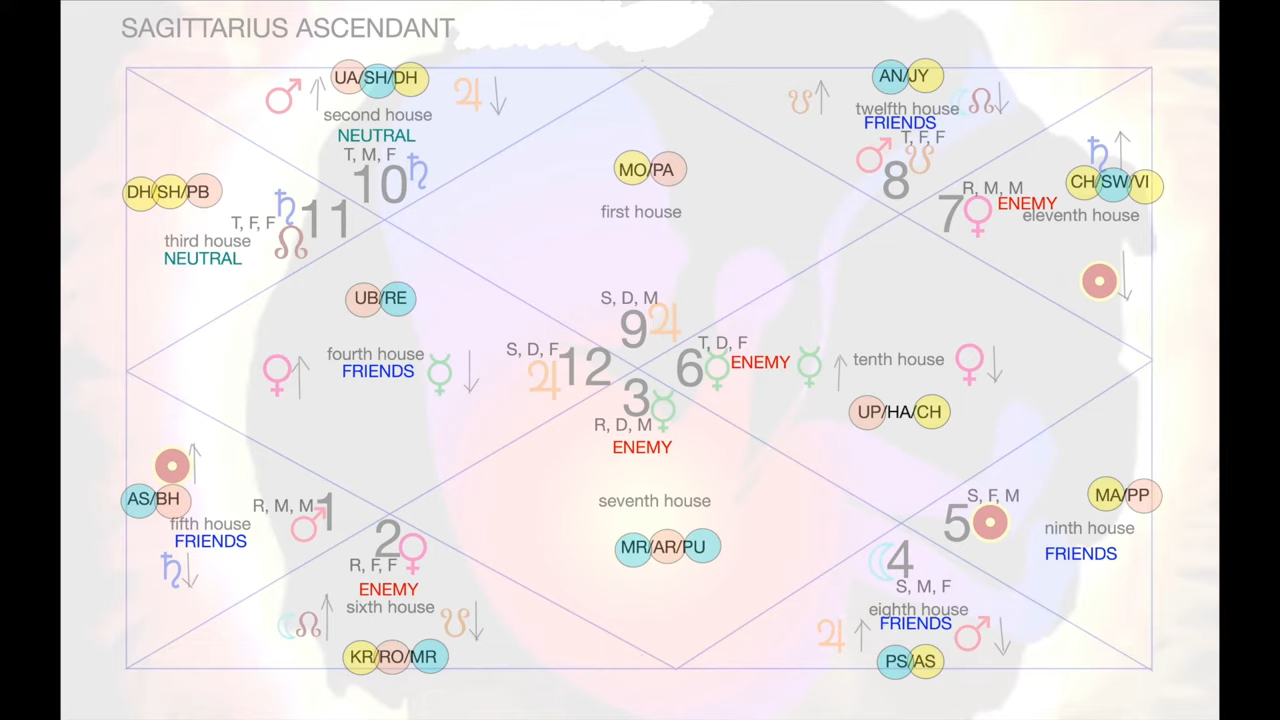 SAGITTARIUS ASCENDANT
UA/SH/DH
second house
NEUTRAL
T, M, F
10
AN/JY
twelfth house
FRIENDS
T, F, F
8
MO/PA
first house
DH/SH/PB
T, F, F
11
third house
NEUTRAL
CH/SW/VI
R, M, M
7
ENEMY
eleventh house
UB/RE
fourth house
FRIENDS
S, D, F
12
S, D, M
9
T, D, F
6
ENEMY
tenth house
UP/HA/CH
3
R, D, M
ENEMY
seventh house
MR/AR/PU
AS/BH
R, M, M
1
fifth house
FRIENDS
2
R, F, F
ENEMY
sixth house
KR/RO/MR
S, F, M
5
MA/PP
ninth house
FRIENDS
4
S, M, F
eighth house
FRIENDS
PS/AS